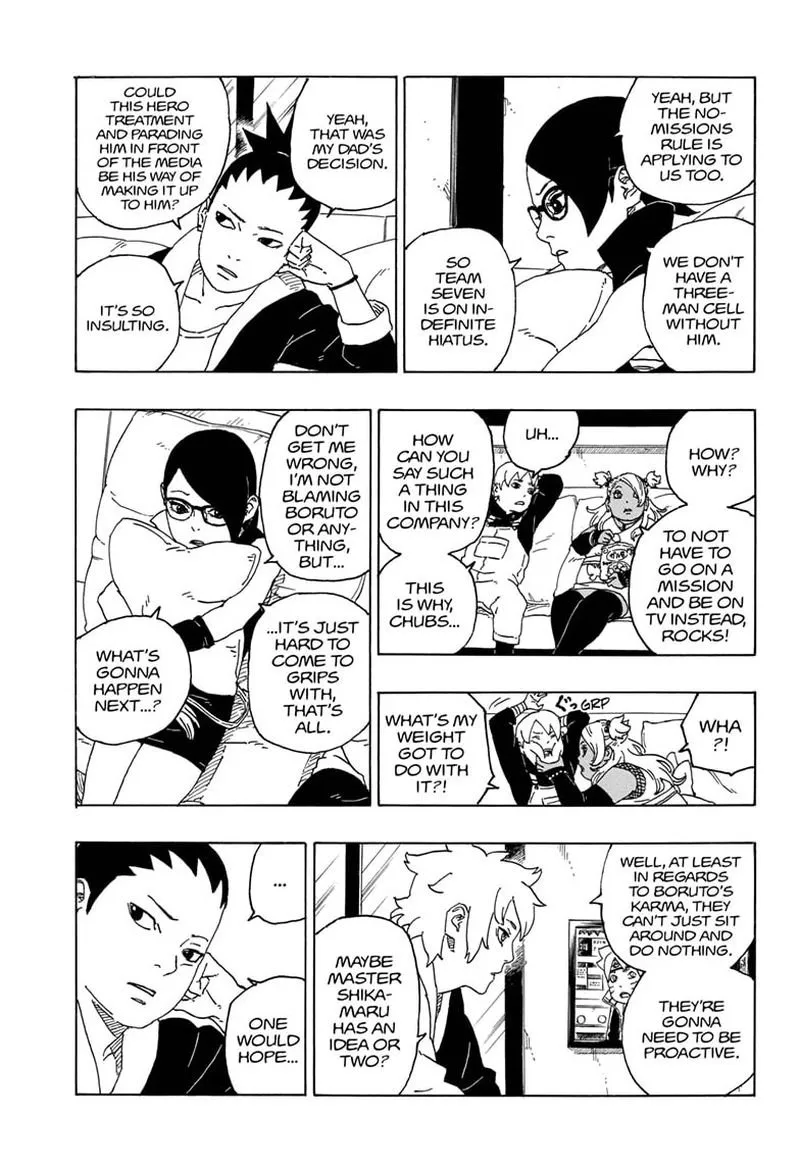 YEAH, BUT
THE NO-
MISSIONS
RULE IS
APPLYING TO
US TOO.
WE DON'T
HAVE A
THREE-
MAN CELL
WITHOUT
HIM.
SO
TEAM
SEVEN
IS ON IN-
DEFINITE
HIATUS.
YEAH,
THAT WAS
MY DAD'S
DECISION.
COULD
THIS HERO
TREATMENT
AND PARADING
HIM IN FRONT
OF THE MEDIA
BE HIS WAY OF
MAKING IT UP
TO HIM?
IT'S SO
INSULTING.
HOW?
WHY?
TO NOT
HAVE TO
GO ON A
MISSION
AND BE ON
TV INSTEAD,
ROCKS!
UH...
HOW
CAN YOU
SAY SUCH
A THING
IN THIS
COMPANY?
THIS
IS WHY,
CHUBS...
WHA
?!
ぐっ GRP
WHAT'S MY
WEIGHT
GOT TO
DO WITH
IT?!
DON'T
GET ME
WRONG,
I'M NOT
BLAMING
BORUTO
OR ANY-
THING,
BUT...
...IT'S JUST
HARD TO
COME TO
GRIPS
WITH,
THAT'S
ALL.
WHAT'S
GONNA
HAPPEN
NEXT...?
WELL, AT LEAST
IN REGARDS
TO BORUTO'S
KARMA, THEY
CAN'T JUST SIT
AROUND AND
DO NOTHING.
THEY'RE
GONNA
NEED TO BE
PROACTIVE.
MAYBE
MASTER
SHIKA-
MARU
HAS AN
IDEA OR
TWO?
...
ONE
WOULD
HOPE...